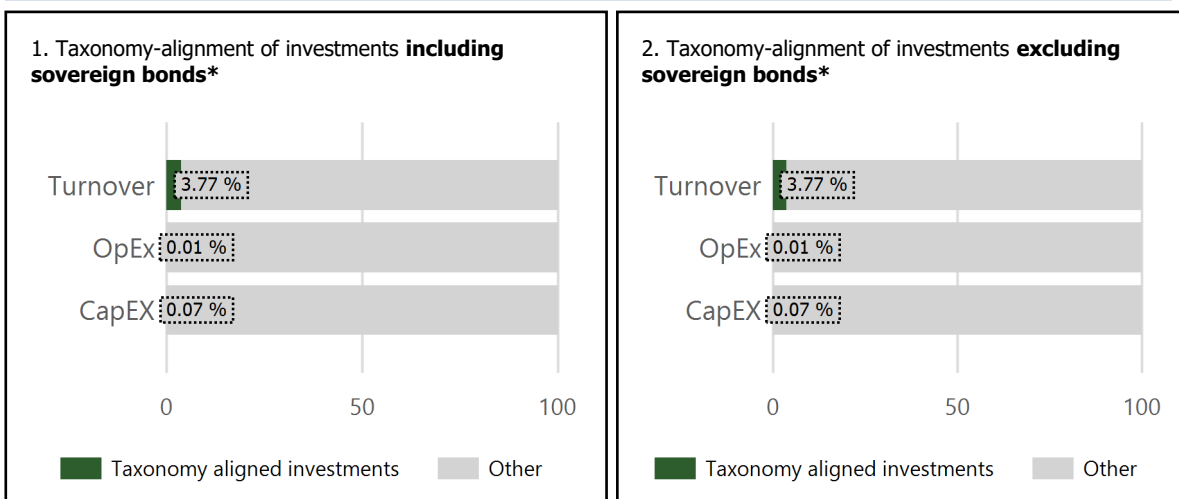 1. Taxonomy-alignment of investments including
sovereign bonds*
Turnover 3.77 %
OpEx 0.01 %
CapEX 0.07 %
0 50 100
Taxonomy aligned investments Other
2. Taxonomy-alignment of investments excluding
sovereign bonds*
Turnover 3.77 %
OpEx 0.01 %
CapEX 0.07 %
0 50 100
Taxonomy aligned investments Other